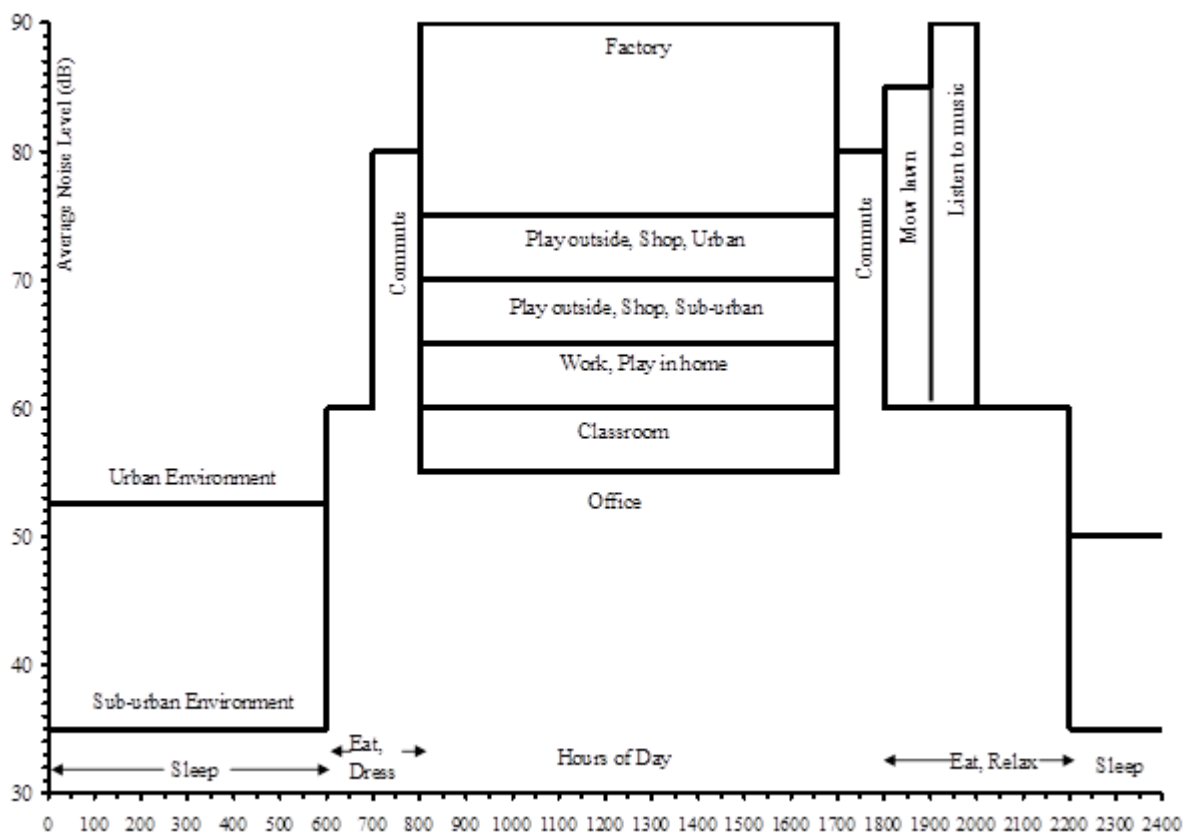 90
80
70
60
50
40
30
Average Noise Level (dB)
Factory
Play outside, Shop, Urban
Play outside, Shop, Sub-urban
Work, Play in home
Classroom
Office
Commute
Commute
Mow lawn
Listen to music
Urban Environment
Sub-urban Environment
Sleep
Eat,
Dress
Hours of Day
Eat, Relax
Sleep
0 100 200 300 400 500 600 700 800 900 1000 1100 1200 1300 1400 1500 1600 1700 1800 1900 2000 2100 2200 2300 2400